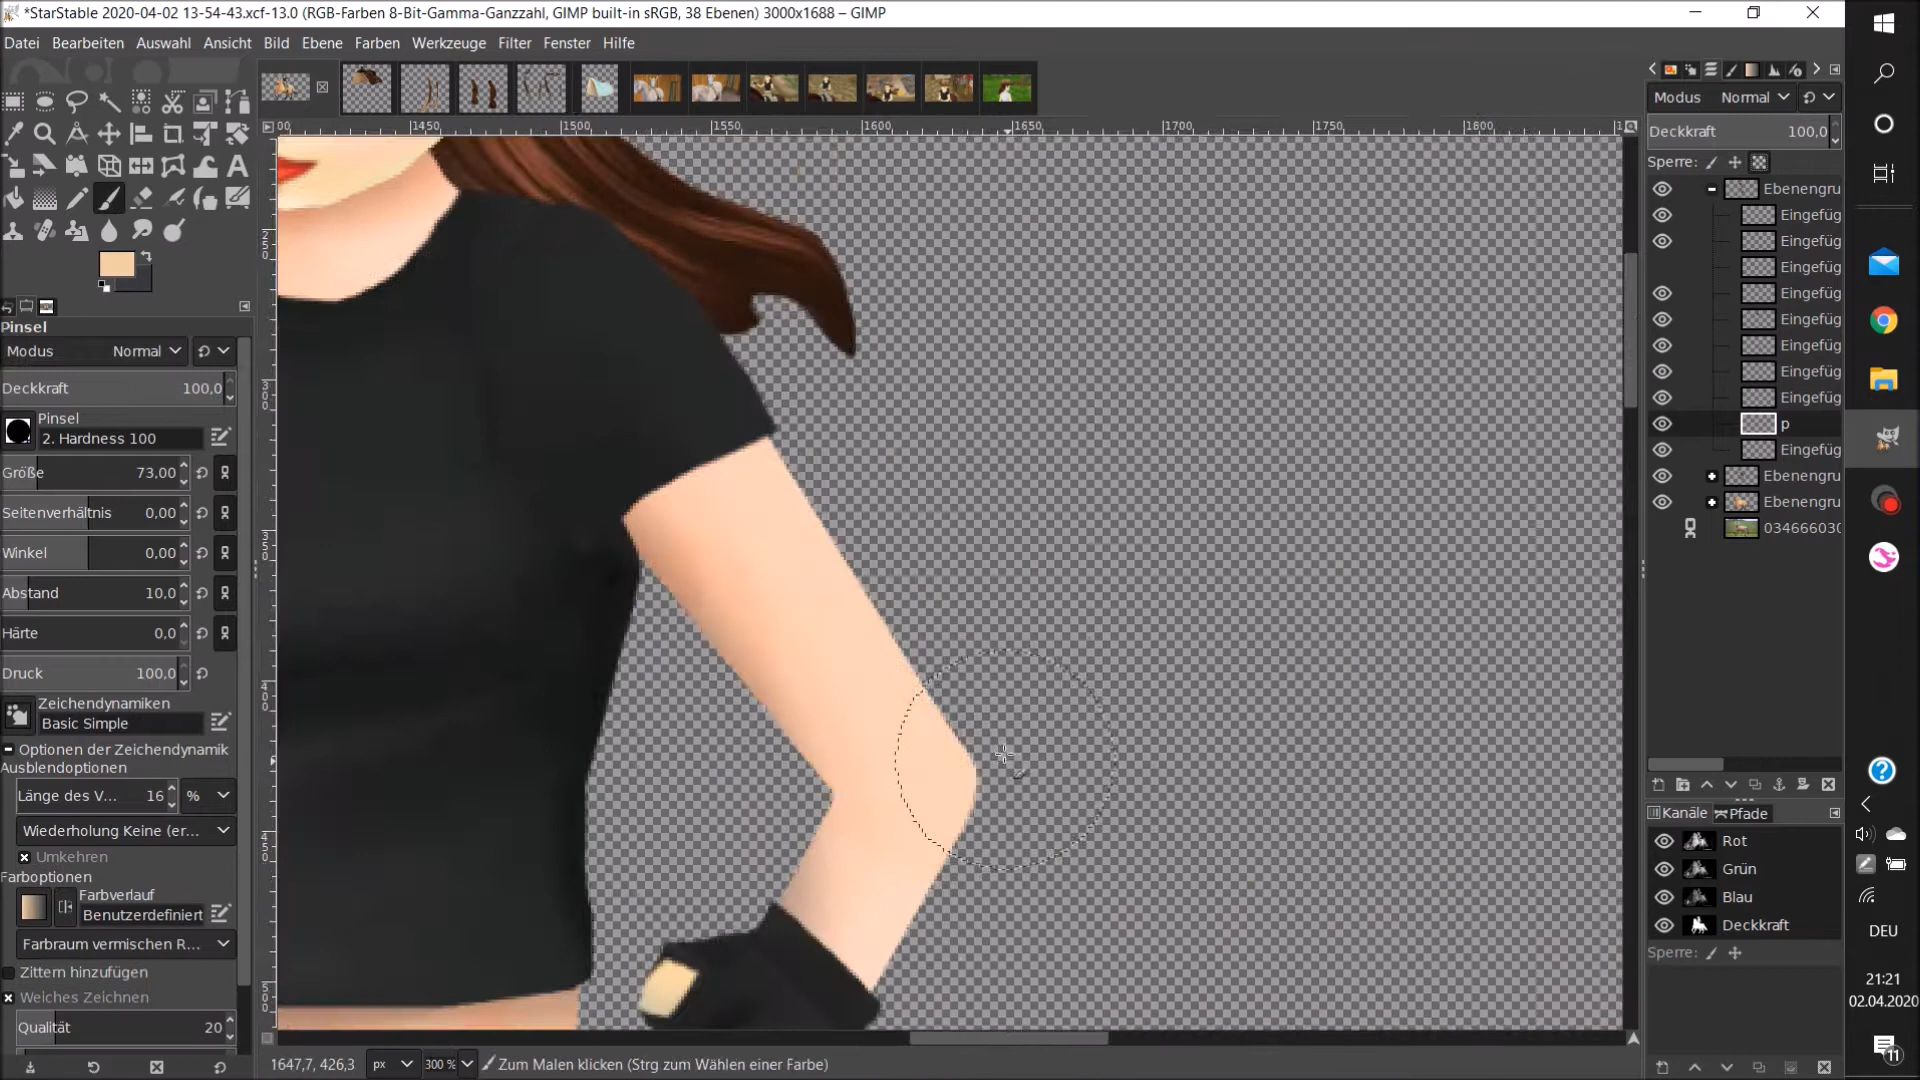 *StarStable 2020-04-02 13-54-43.xcf-13.0 (RGB-Farben 8-Bit-Gamma-Ganzzahl, GIMP built-in sRGB, 38 Ebenen) 3000x1688 – GIMP
Datei Bearbeiten Auswahl Ansicht Bild Ebene Farben Werkzeuge Filter Fenster Hilfe
Modus Normal
Deckkraft 100,0
Sperre:
Ebenengru
Eingefüg
Eingefüg
Eingefüg
Eingefüg
Eingefüg
Eingefüg
Eingefüg
Eingefüg
p
Eingefüg
Ebenengru
Ebenengru
034666030
1450 1500 1550 1600 1650 1700 1750 1800
Pinsel
Modus Normal
Deckkraft 100,0
Pinsel
2. Hardness 100
Größe 73,00
Seitenverhältnis 0,00
Winkel 0,00
Abstand 10,0
Härte 0,0
Druck 100,0
Zeichendynamiken
Basic Simple
Optionen der Zeichendynamik
Ausblendoptionen
Länge des V... 16 %
Wiederholung Keine (er...
Umkehren
Farboptionen
Farbverlauf
Benutzerdefiniert
Farbraum vermischen R...
Zittern hinzufügen
Weiches Zeichnen
Qualität 20
Kanäle Pfade
Rot
Grün
Blau
Deckkraft
Sperre:
1647,7, 426,3 px 300 % Zum Malen klicken (Strg zum Wählen einer Farbe)
DEU
21:21
02.04.2020
11